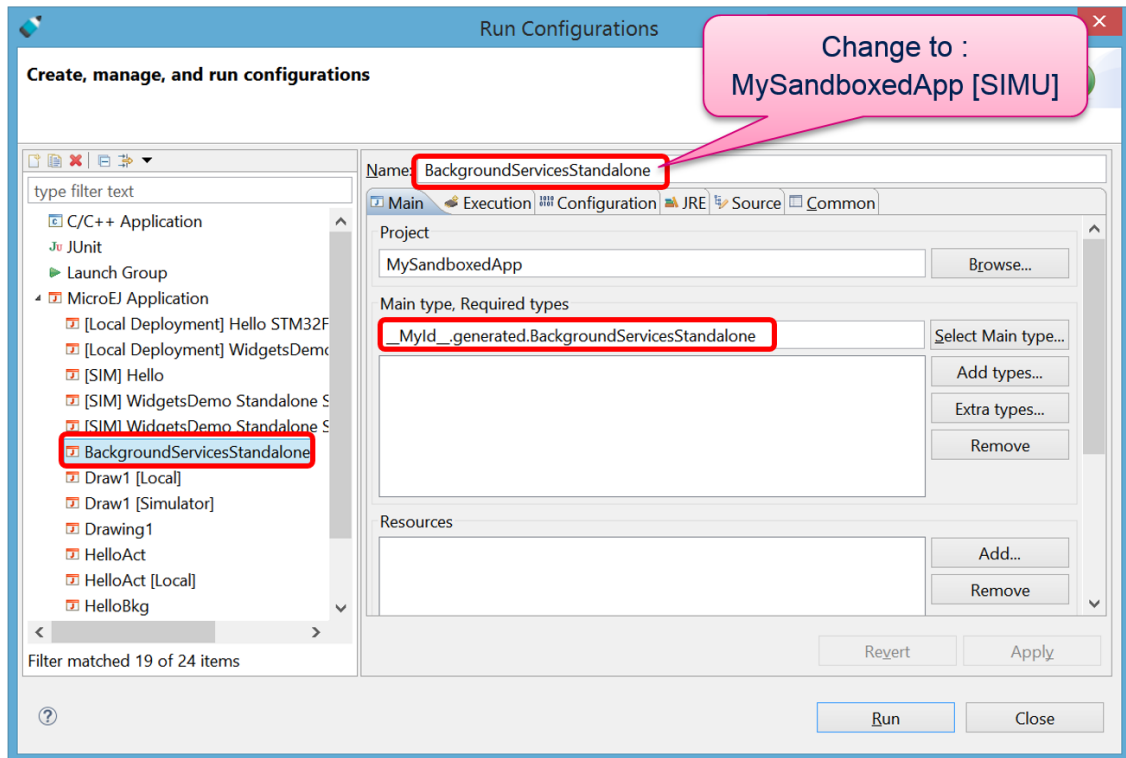 Run Configurations
Change to :
MySandboxedApp [SIMU]
Create, manage, and run configurations
type filter text
C/C++ Application
JUnit
Launch Group
MicroEJ Application
[Local Deployment] Hello STM32F
[Local Deployment] WidgetsDemo
[SIM] Hello
[SIM] WidgetsDemo Standalone S
[SIM] WidgetsDemo Standalone S
BackgroundServicesStandalone
Draw1 [Local]
Draw1 [Simulator]
Drawing1
HelloAct
HelloAct [Local]
HelloBkg
Filter matched 19 of 24 items
Name: BackgroundServicesStandalone
Main Execution Configuration JRE Source Common
Project
MySandboxedApp Browse...
Main type, Required types
__MyId__.generated.BackgroundServicesStandalone Select Main type...
Add types...
Extra types...
Remove
Resources
Add...
Remove
Revert Apply
Run Close